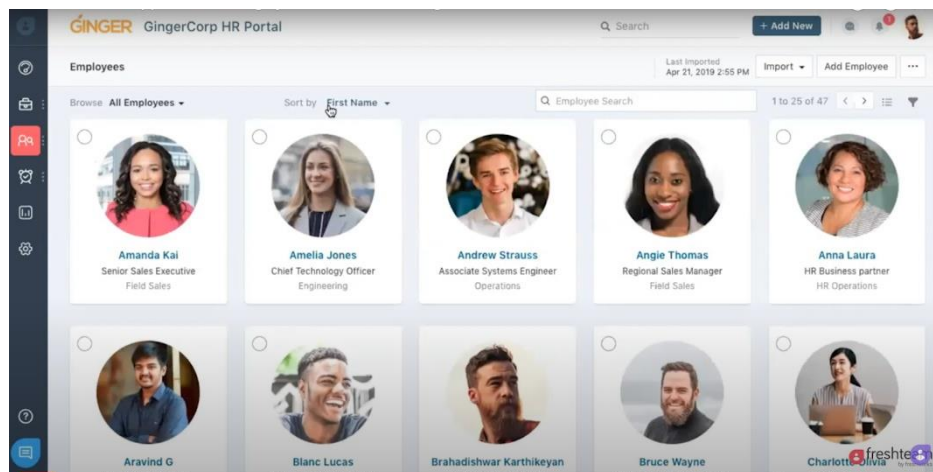 GINGER GingerCorp HR Portal
Search
+ Add New
1
Employees
Last Imported
Apr 21, 2019 2:55 PM
Import
Add Employee
Browse All Employees
Sort by First Name
Employee Search
1 to 25 of 47
Amanda Kai
Senior Sales Executive
Field Sales
Amelia Jones
Chief Technology Officer
Engineering
Andrew Strauss
Associate Systems Engineer
Operations
Angie Thomas
Regional Sales Manager
Field Sales
Anna Laura
HR Business partner
HR Operations
Aravind G
Blanc Lucas
Brahadishwar Karthikeyan
Bruce Wayne
Charlotte Olivia